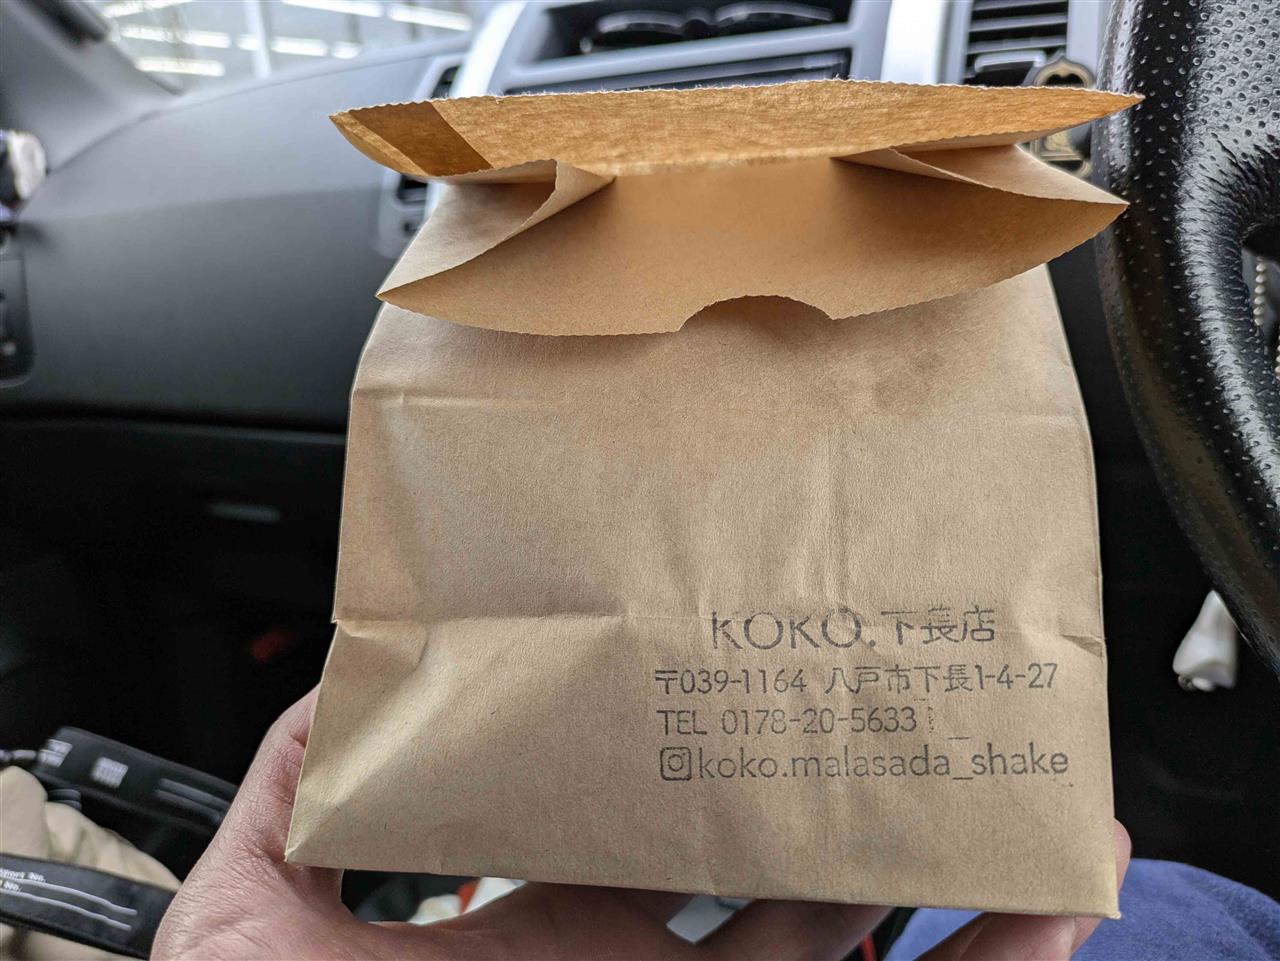 KOKO.下長店
〒039-1164 八戸市下長1-4-27
TEL 0178-20-5633
koko.malasada_shake